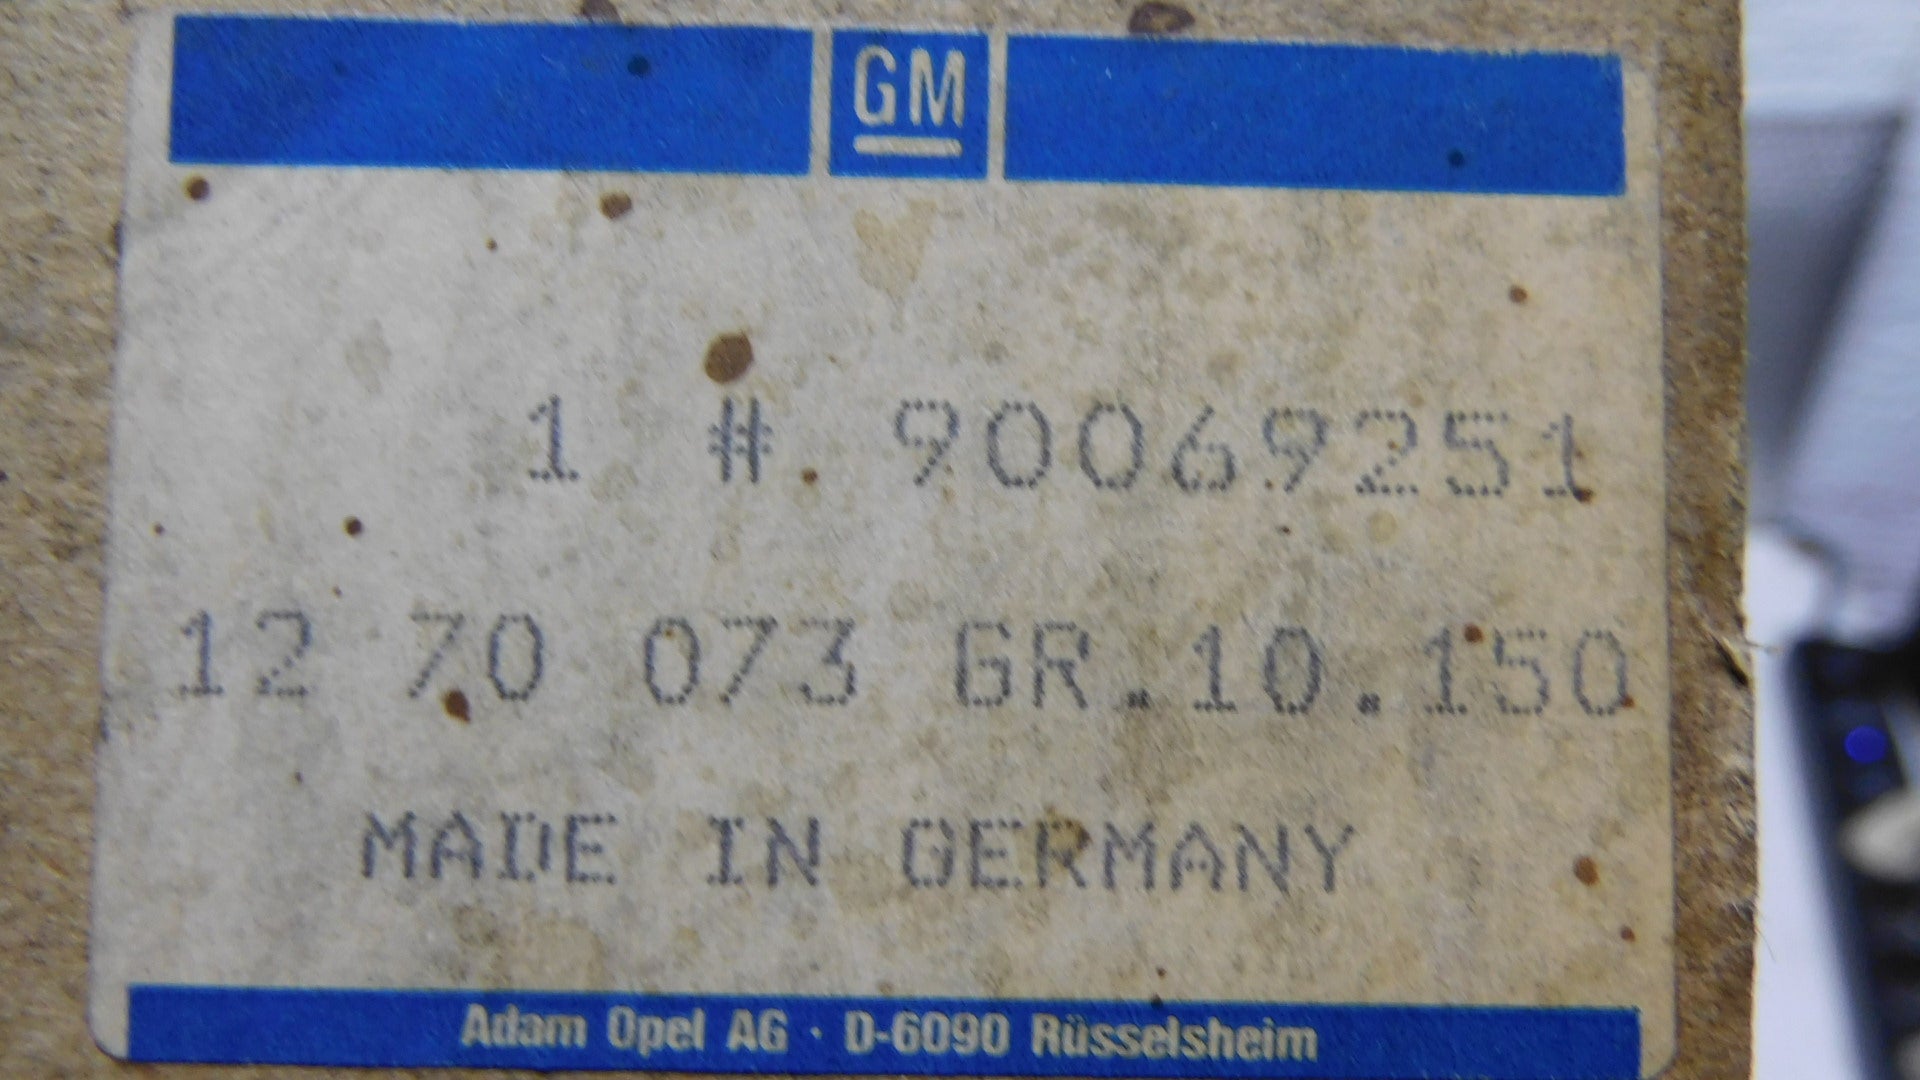 GM
1 # 90069251
12 70 073 GR.10.150
MADE IN GERMANY
Adam Opel AG · D-6090 Rüsselsheim